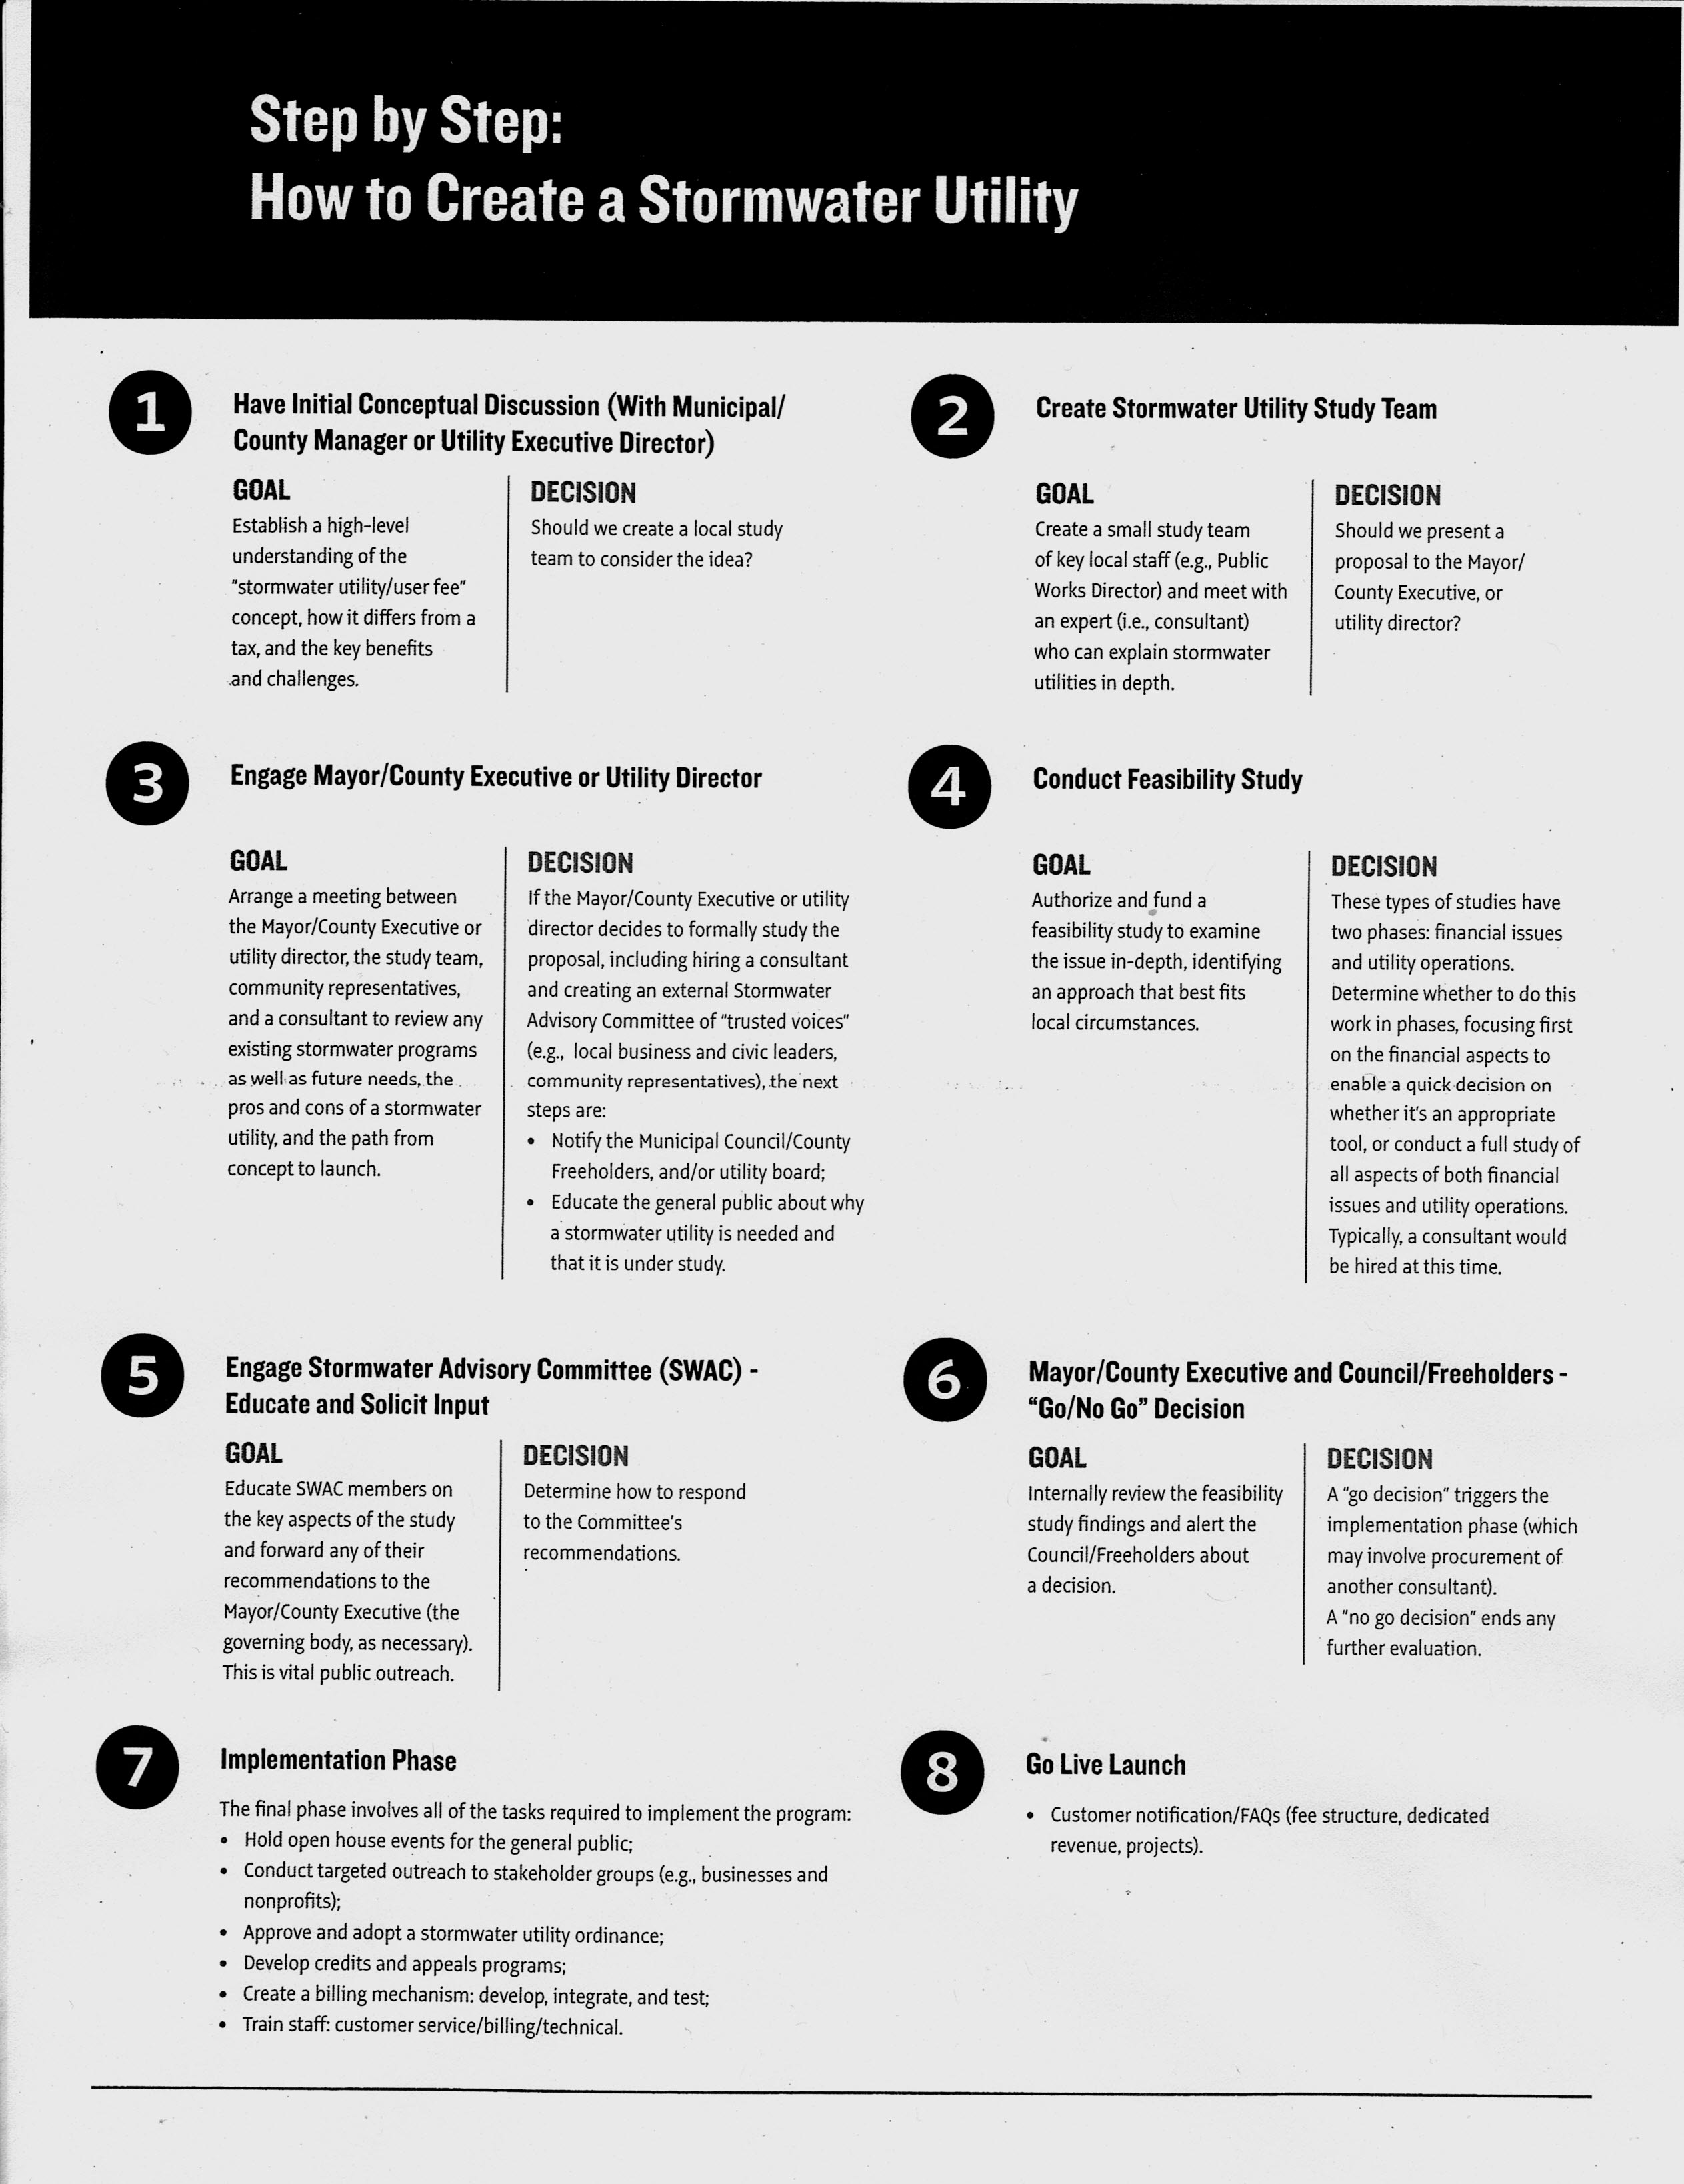 Step by Step:
How to Create a Stormwater Utility
1
Have Initial Conceptual Discussion (With Municipal/
County Manager or Utility Executive Director)
GOAL
Establish a high-level
understanding of the
"stormwater utility/user fee"
concept, how it differs from a
tax, and the key benefits
and challenges.
DECISION
Should we create a local study
team to consider the idea?
2
Create Stormwater Utility Study Team
GOAL
Create a small study team
of key local staff (e.g., Public
Works Director) and meet with
an expert (i.e., consultant)
who can explain stormwater
utilities in depth.
DECISION
Should we present a
proposal to the Mayor/
County Executive, or
utility director?
3
Engage Mayor/County Executive or Utility Director
GOAL
Arrange a meeting between
the Mayor/County Executive or
utility director, the study team,
community representatives,
and a consultant to review any
existing stormwater programs
as well as future needs, the
pros and cons of a stormwater
utility, and the path from
concept to launch.
DECISION
If the Mayor/County Executive or utility
director decides to formally study the
proposal, including hiring a consultant
and creating an external Stormwater
Advisory Committee of "trusted voices"
(e.g., local business and civic leaders,
community representatives), the next
steps are:
• Notify the Municipal Council/County
Freeholders, and/or utility board;
• Educate the general public about why
a stormwater utility is needed and
that it is under study.
4
Conduct Feasibility Study
GOAL
Authorize and fund a
feasibility study to examine
the issue in-depth, identifying
an approach that best fits
local circumstances.
DECISION
These types of studies have
two phases: financial issues
and utility operations.
Determine whether to do this
work in phases, focusing first
on the financial aspects to
enable a quick decision on
whether it's an appropriate
tool, or conduct a full study of
all aspects of both financial
issues and utility operations.
Typically, a consultant would
be hired at this time.
5
Engage Stormwater Advisory Committee (SWAC) -
Educate and Solicit Input
GOAL
Educate SWAC members on
the key aspects of the study
and forward any of their
recommendations to the
Mayor/County Executive (the
governing body, as necessary).
This is vital public outreach.
DECISION
Determine how to respond
to the Committee's
recommendations.
6
Mayor/County Executive and Council/Freeholders -
“Go/No Go” Decision
GOAL
Internally review the feasibility
study findings and alert the
Council/Freeholders about
a decision.
DECISION
A "go decision" triggers the
implementation phase (which
may involve procurement of
another consultant).
A "no go decision" ends any
further evaluation.
7
Implementation Phase
The final phase involves all of the tasks required to implement the program:
• Hold open house events for the general public;
• Conduct targeted outreach to stakeholder groups (e.g., businesses and
nonprofits);
• Approve and adopt a stormwater utility ordinance;
• Develop credits and appeals programs;
• Create a billing mechanism: develop, integrate, and test;
• Train staff: customer service/billing/technical.
8
Go Live Launch
• Customer notification/FAQs (fee structure, dedicated
revenue, projects).